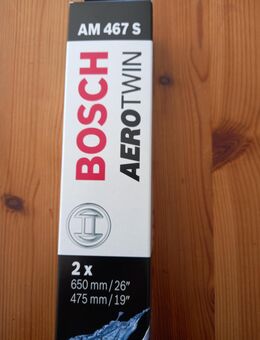 AM 467 S
BOSCH
AEROTWIN
2 x
650 mm / 26"
475 mm / 19"